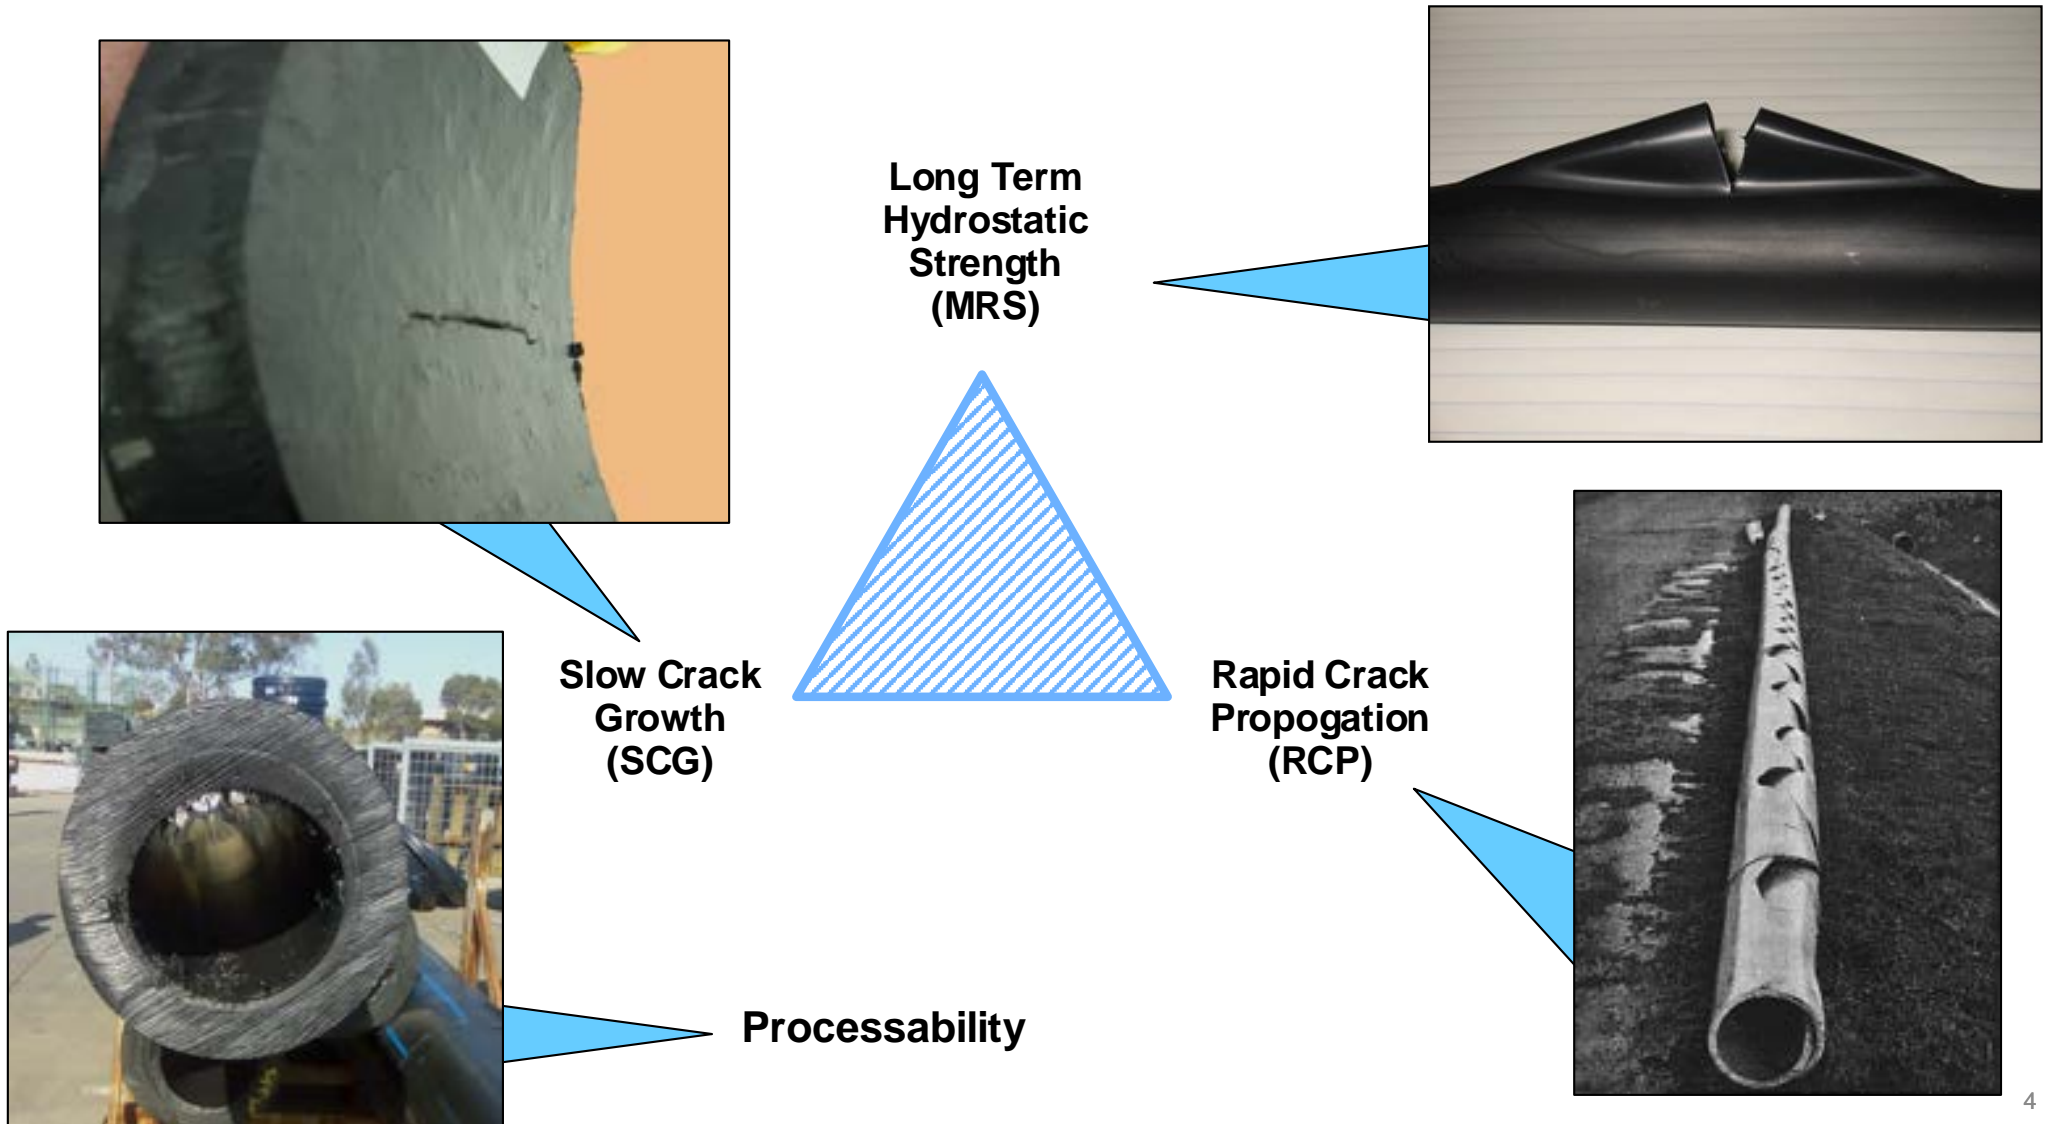 Long Term
Hydrostatic
Strength
(MRS)
Slow Crack
Growth
(SCG)
Rapid Crack
Propogation
(RCP)
Processability
4